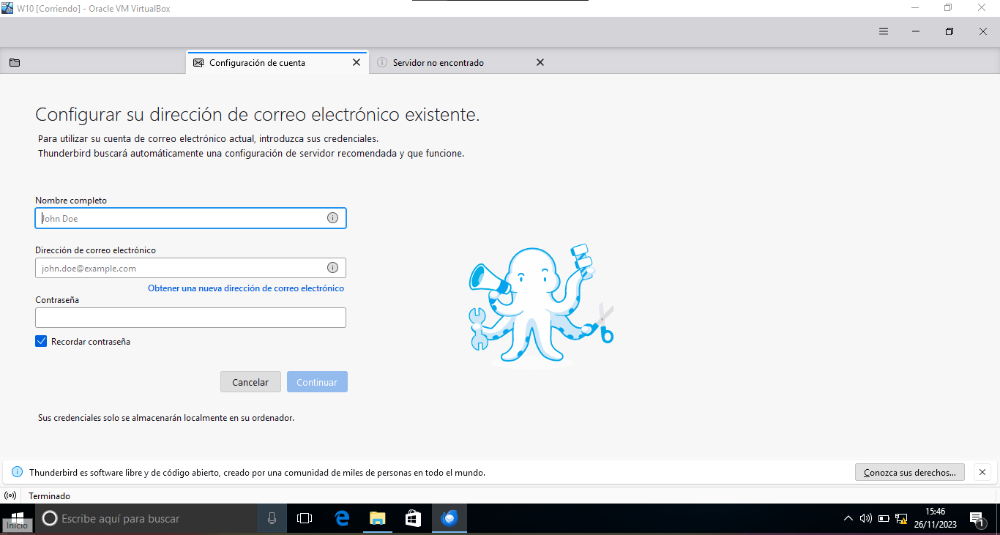 W10 [Corriendo] - Oracle VM VirtualBox
Configuración de cuenta
Servidor no encontrado
Configurar su dirección de correo electrónico existente.
Para utilizar su cuenta de correo electrónico actual, introduzca sus credenciales.
Thunderbird buscará automáticamente una configuración de servidor recomendada y que funcione.
Nombre completo
John Doe
Dirección de correo electrónico
john.doe@example.com
Obtener una nueva dirección de correo electrónico
Contraseña
Recordar contraseña
Cancelar
Continuar
Sus credenciales solo se almacenarán localmente en su ordenador.
Thunderbird es software libre y de código abierto, creado por una comunidad de miles de personas en todo el mundo.
Conozca sus derechos...
Terminado
Inicio
Escribe aquí para buscar
15:46
26/11/2023
1